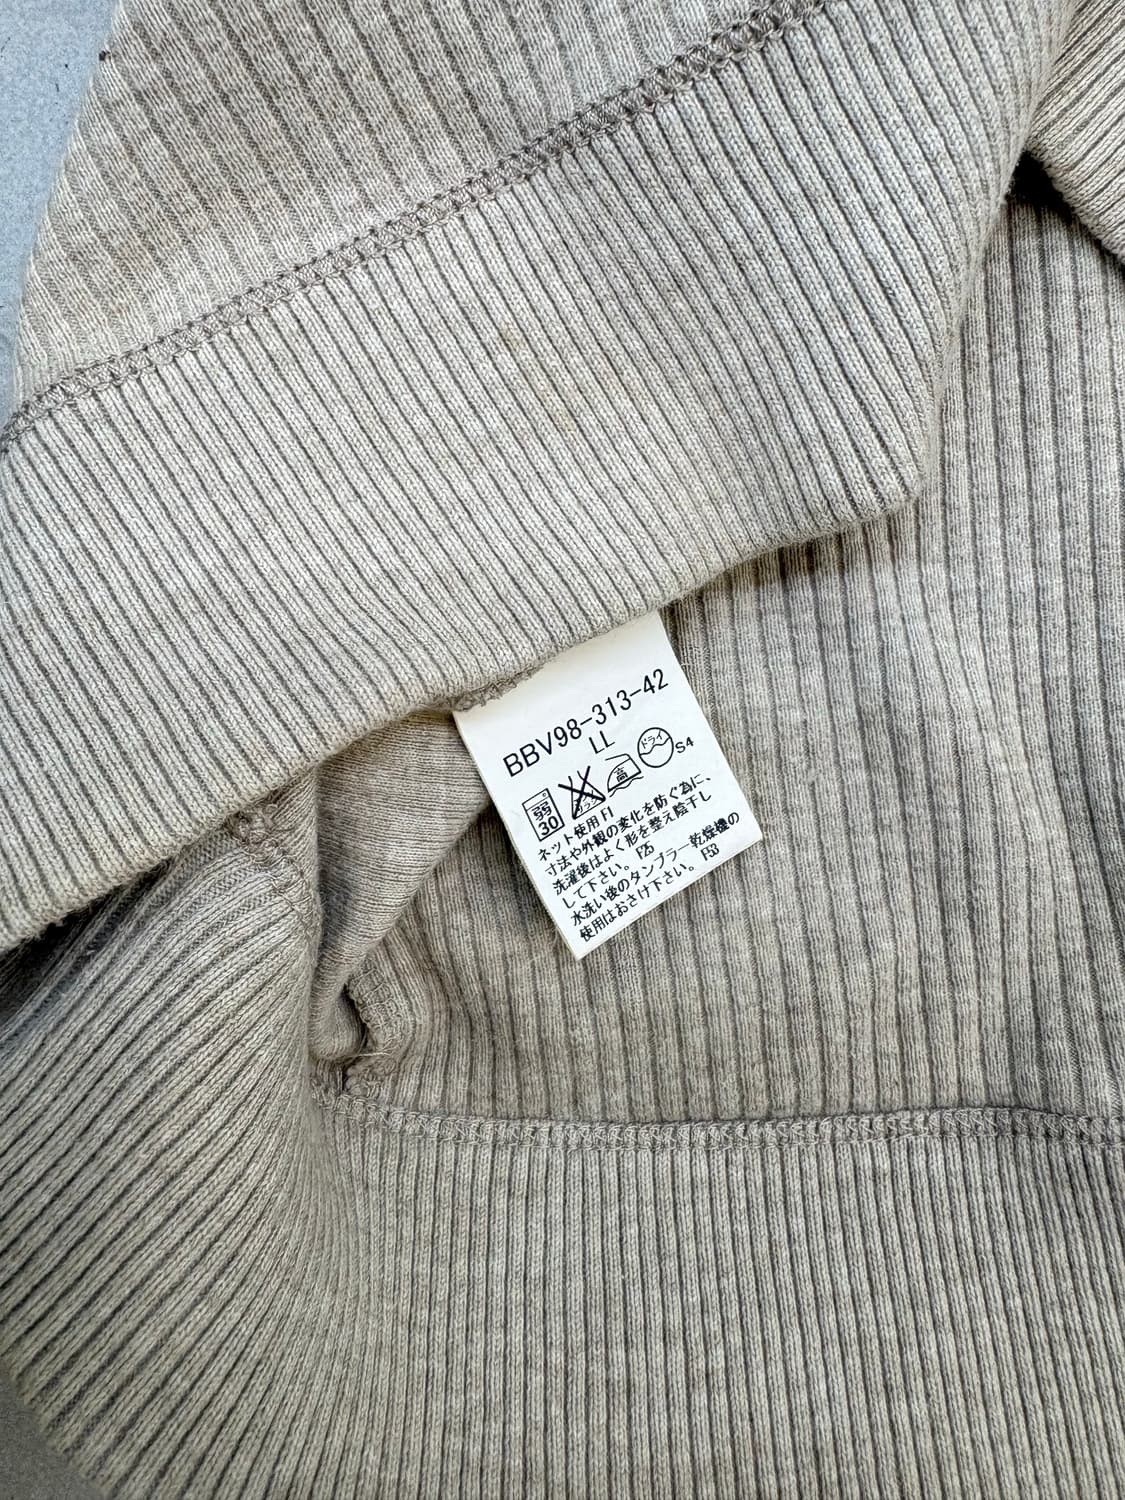 BBV98-313-42
LL
弱 30 高 ドライ S4
ネット使用 F1
寸法や外観の変化を防ぐ為に、
洗濯後はよく形を整え陰干し
して下さい。 F25
水洗い後のタンブラー乾燥機の
使用はおさけ下さい。 F53